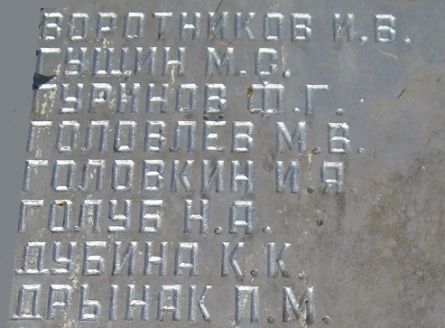 ВОРОТНИКОВ И.В.
ГУЩИН М.С.
ГУРИНОВ Ф.Г.
ГОЛОВЛЕВ М.В.
ГОЛОВКИН И.Я
ГОЛУБ Н.А.
ДУБИНА К.К.
ДРЫНАК П.М.